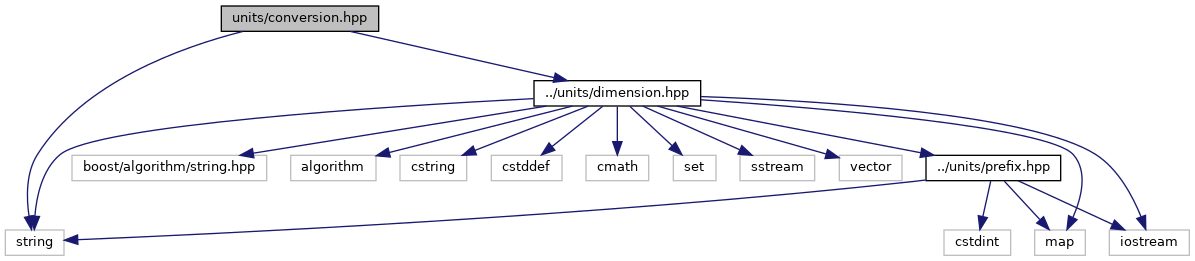 units/conversion.hpp
../units/dimension.hpp
boost/algorithm/string.hpp
algorithm
cstring
cstddef
cmath
set
sstream
vector
../units/prefix.hpp
string
cstdint
map
iostream